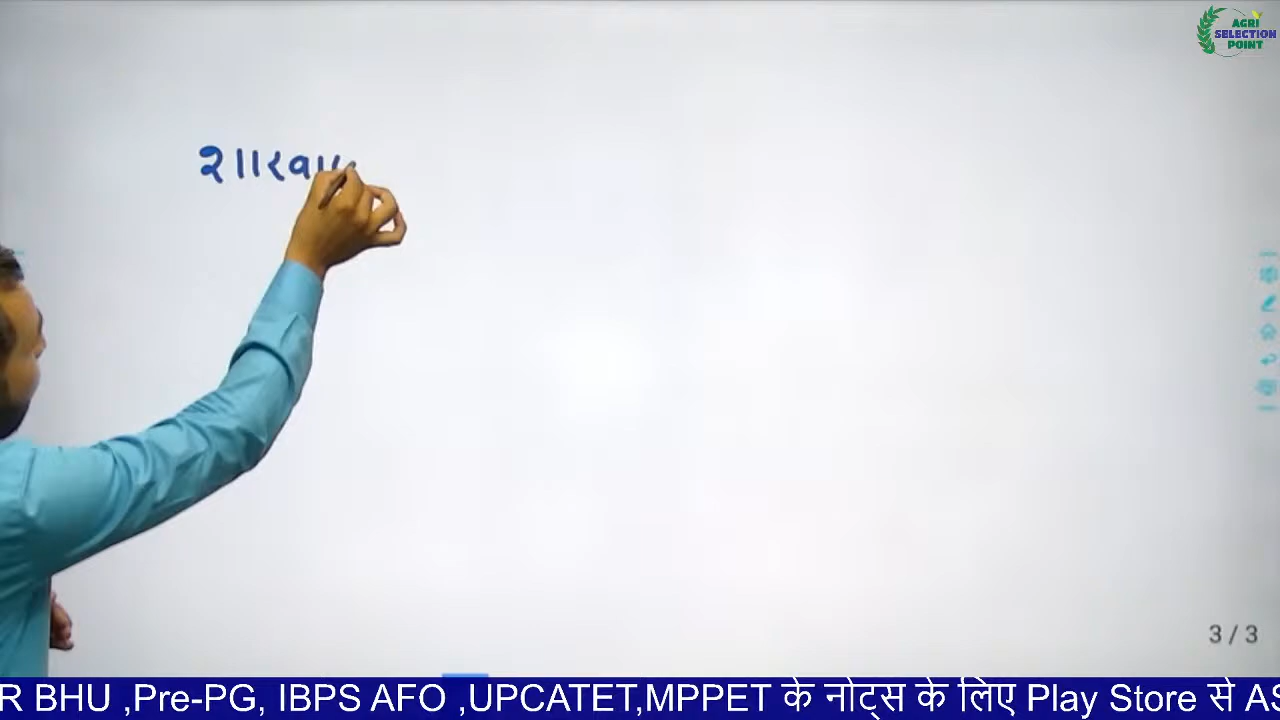 AGRI
SELECTION
POINT
शाखा
3 / 3
R BHU ,Pre-PG, IBPS AFO ,UPCATET,MPPET के नोट्स के लिए Play Store से AS